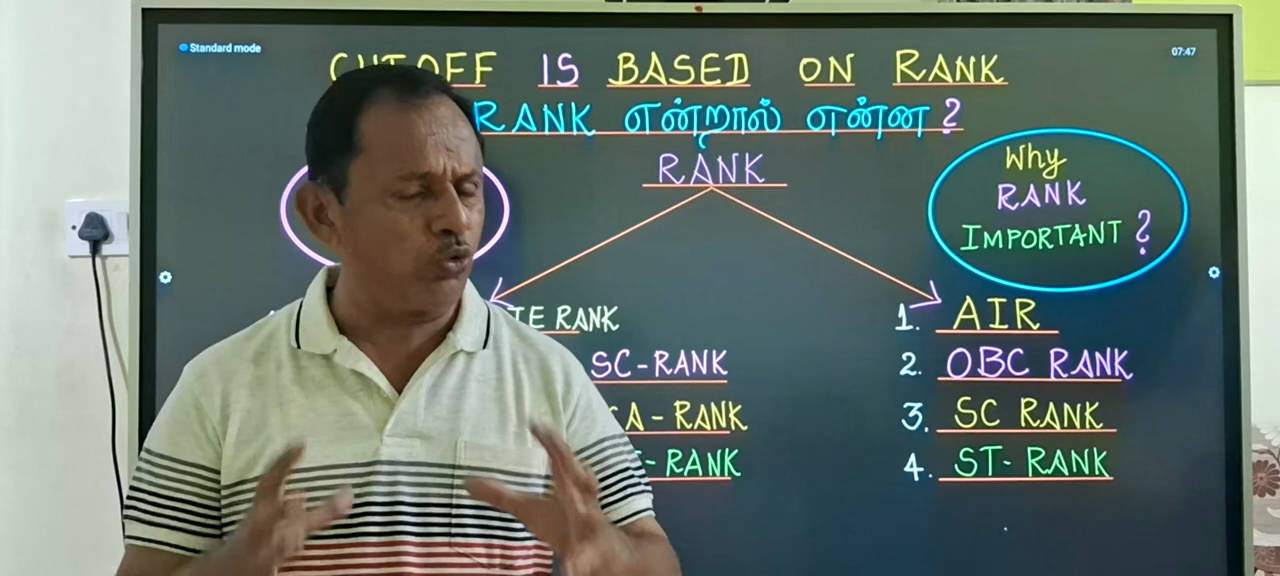 Standard mode
07:47
CUTOFF IS BASED ON RANK
RANK என்றால் என்ன ?
RANK
Why
RANK
IMPORTANT ?
RANK
SC-RANK
RANK
RANK
1. AIR
2. OBC RANK
3. SC RANK
4. ST-RANK